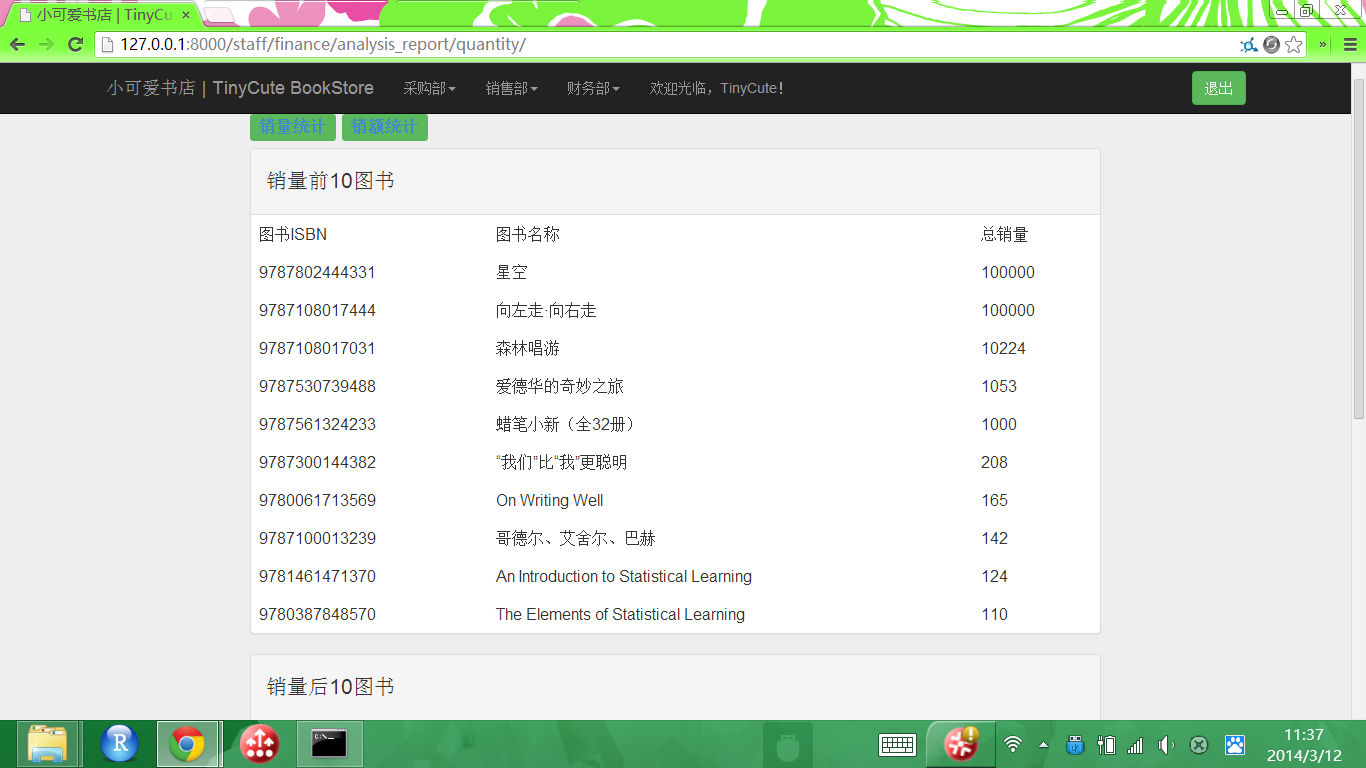 小可爱书店 | TinyCu
127.0.0.1:8000/staff/finance/analysis_report/quantity/
小可爱书店 | TinyCute BookStore 采购部 销售部 财务部 欢迎光临，TinyCute! 退出
销量统计 销额统计
销量前10图书
图书ISBN 图书名称 总销量
9787802444331 星空 100000
9787108017444 向左走·向右走 100000
9787108017031 森林唱游 10224
9787530739488 爱德华的奇妙之旅 1053
9787561324233 蜡笔小新（全32册） 1000
9787300144382 “我们”比“我”更聪明 208
9780061713569 On Writing Well 165
9787100013239 哥德尔、艾舍尔、巴赫 142
9781461471370 An Introduction to Statistical Learning 124
9780387848570 The Elements of Statistical Learning 110
销量后10图书
11:37
2014/3/12